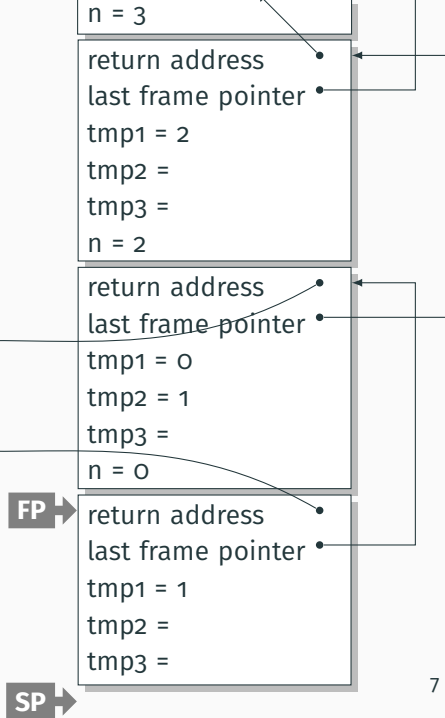 n = 3
return address
last frame pointer
tmp1 = 2
tmp2 =
tmp3 =
n = 2
return address
last frame pointer
tmp1 = 0
tmp2 = 1
tmp3 =
n = 0
FP
return address
last frame pointer
tmp1 = 1
tmp2 =
tmp3 =
7
SP